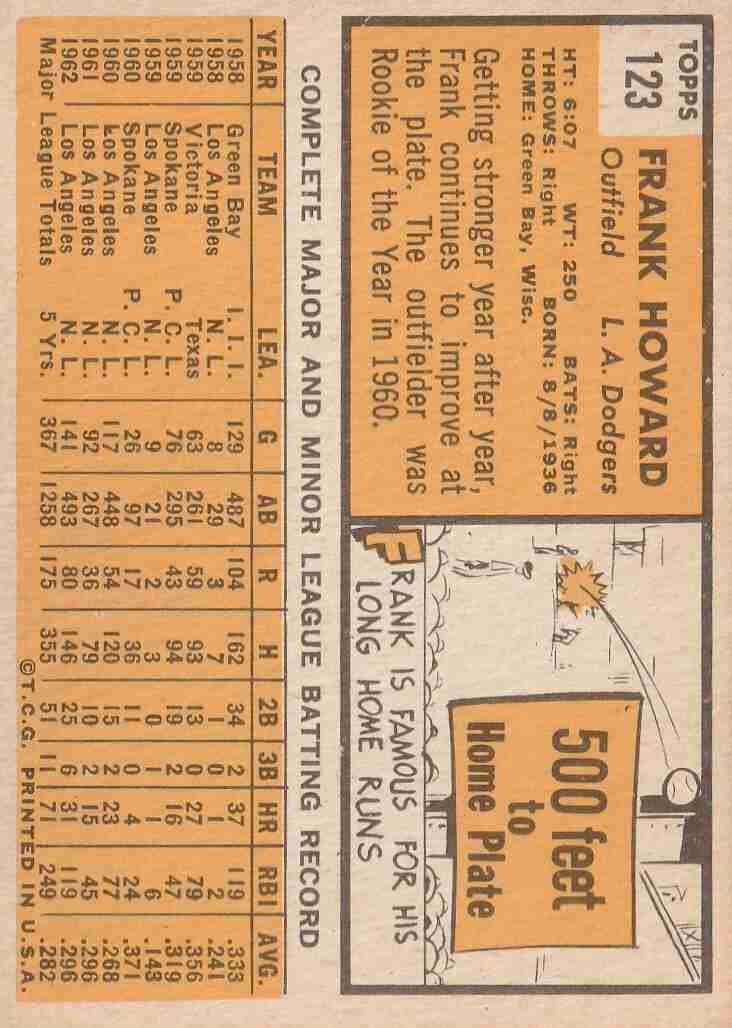 TOPPS
123
FRANK HOWARD
Outfield L. A. Dodgers
HT: 6:07 WT: 250 BATS: Right
THROWS: Right BORN: 8/8/1936
HOME: Green Bay, Wisc.
Getting stronger year after year,
Frank continues to improve at
the plate. The outfielder was
Rookie of the Year in 1960.
500 feet
to
Home Plate
FRANK IS FAMOUS FOR HIS
LONG HOME RUNS
COMPLETE MAJOR AND MINOR LEAGUE BATTING RECORD
YEAR TEAM LEA. G AB R H 2B 3B HR RBI AVG.
1958 Green Bay I. I. I. 129 487 104 162 34 2 37 119 .333
1958 Los Angeles N. L. 8 29 3 7 1 0 1 2 .241
1959 Victoria Texas 63 261 59 93 13 0 27 79 .356
1959 Spokane P. C. L. 76 295 43 94 19 2 16 47 .319
1959 Los Angeles N. L. 9 21 2 3 0 1 1 6 .143
1960 Spokane P. C. L. 26 97 17 36 11 0 4 24 .371
1960 Los Angeles N. L. 117 448 54 120 15 2 23 77 .268
1961 Los Angeles N. L. 92 267 36 79 10 2 15 45 .296
1962 Los Angeles N. L. 141 493 80 146 25 6 31 119 .296
Major League Totals 5 Yrs. 367 1258 175 355 51 11 71 249 .282
©T.C.G. PRINTED IN U.S.A.